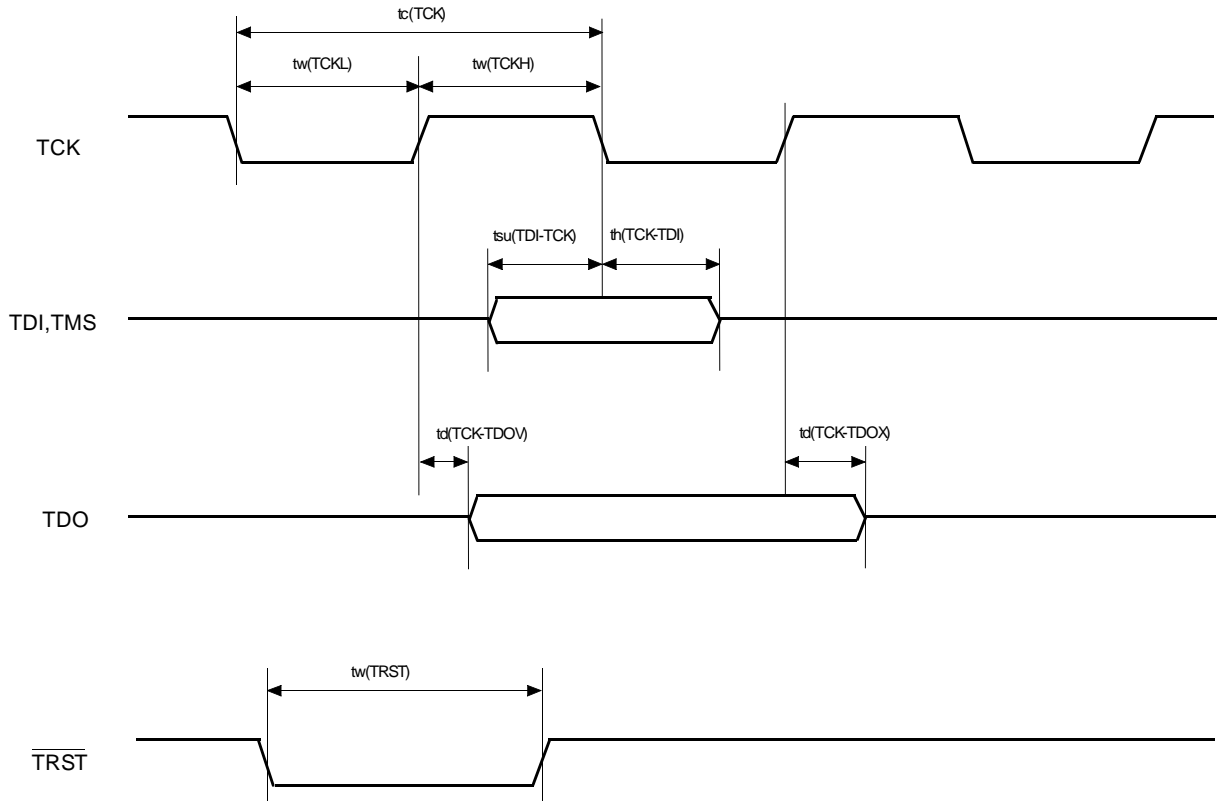 tc(TCK)
tw(TCKL)
tw(TCKH)
TCK
tsu(TDI-TCK)
th(TCK-TDI)
TDI,TMS
td(TCK-TDOV)
td(TCK-TDOX)
TDO
tw(TRST)
TRST